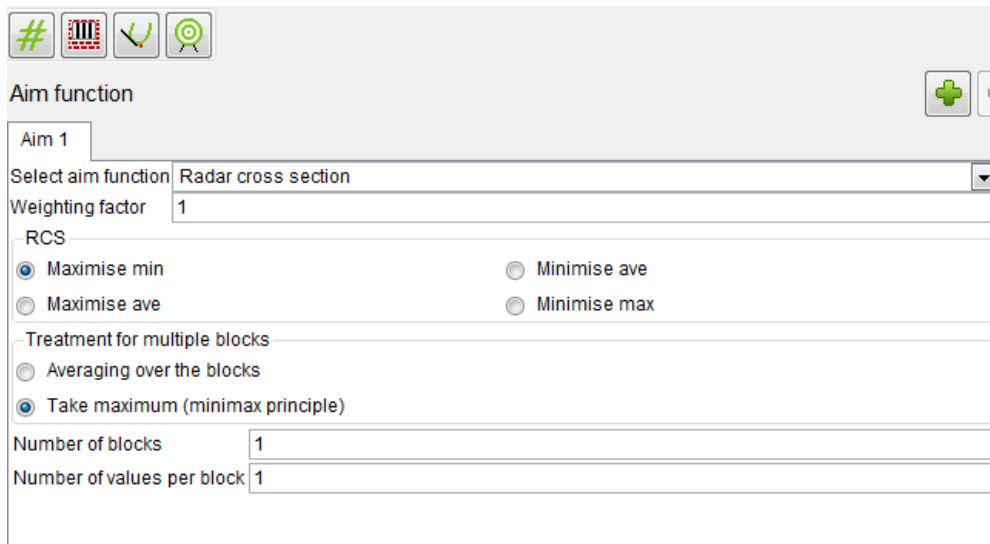 Aim function
Aim 1
Select aim function Radar cross section
Weighting factor 1
RCS
Maximise min Minimise ave
Maximise ave Minimise max
Treatment for multiple blocks
Averaging over the blocks
Take maximum (minimax principle)
Number of blocks 1
Number of values per block 1